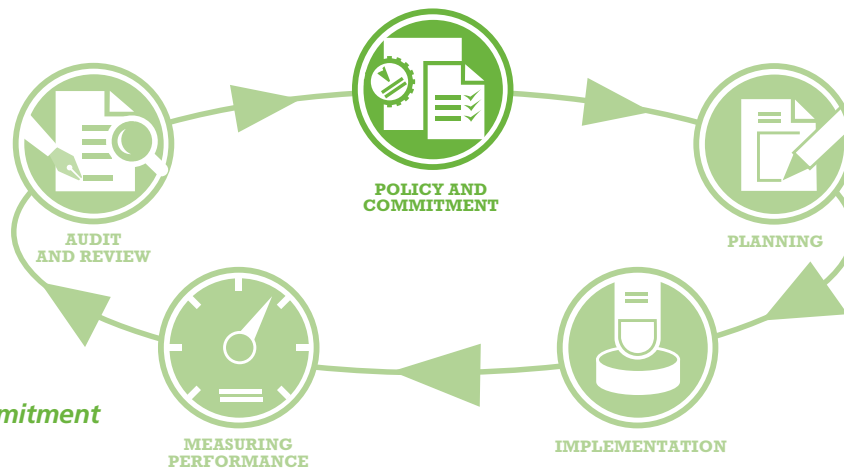 POLICY AND
COMMITMENT
AUDIT
AND REVIEW
PLANNING
mitment
MEASURING
PERFORMANCE
IMPLEMENTATION